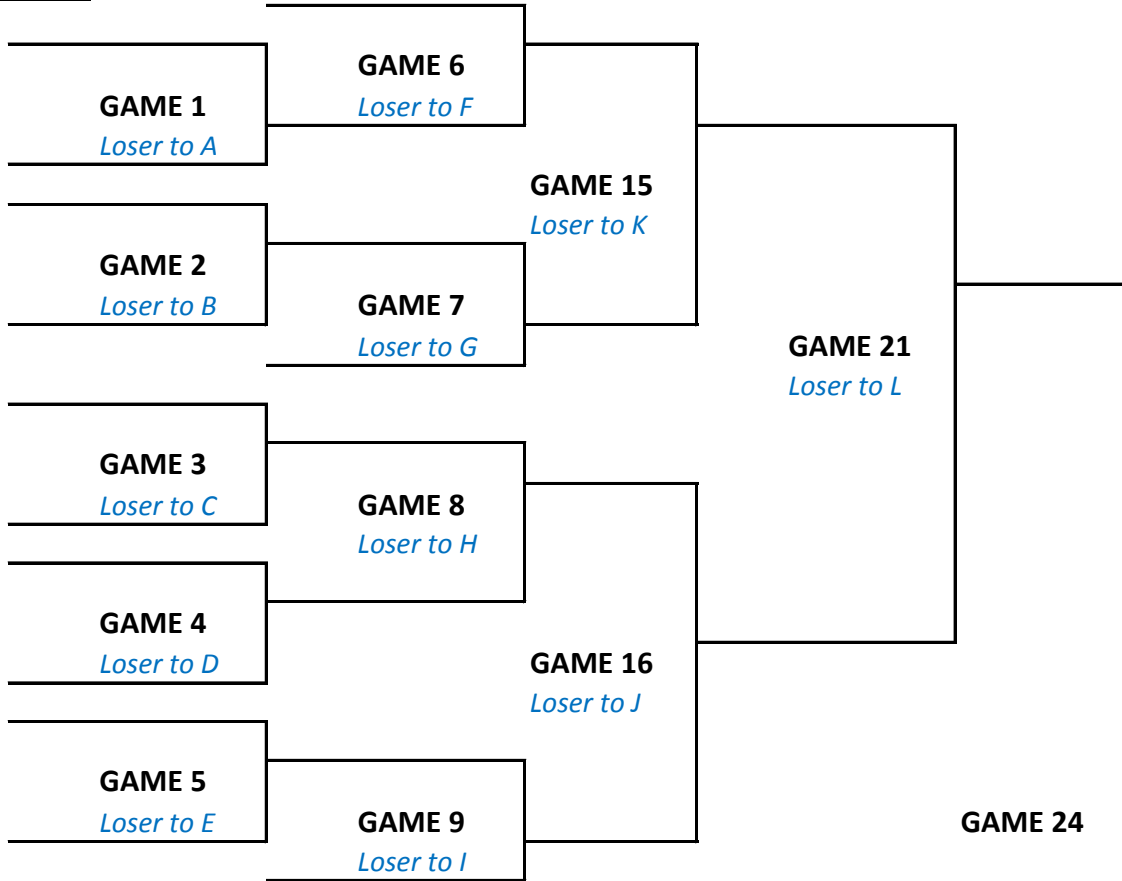 GAME 6
Loser to F
GAME 1
Loser to A
GAME 15
Loser to K
GAME 2
Loser to B
GAME 7
Loser to G
GAME 21
Loser to L
GAME 3
Loser to C
GAME 8
Loser to H
GAME 4
Loser to D
GAME 16
Loser to J
GAME 5
Loser to E
GAME 9
Loser to I
GAME 24